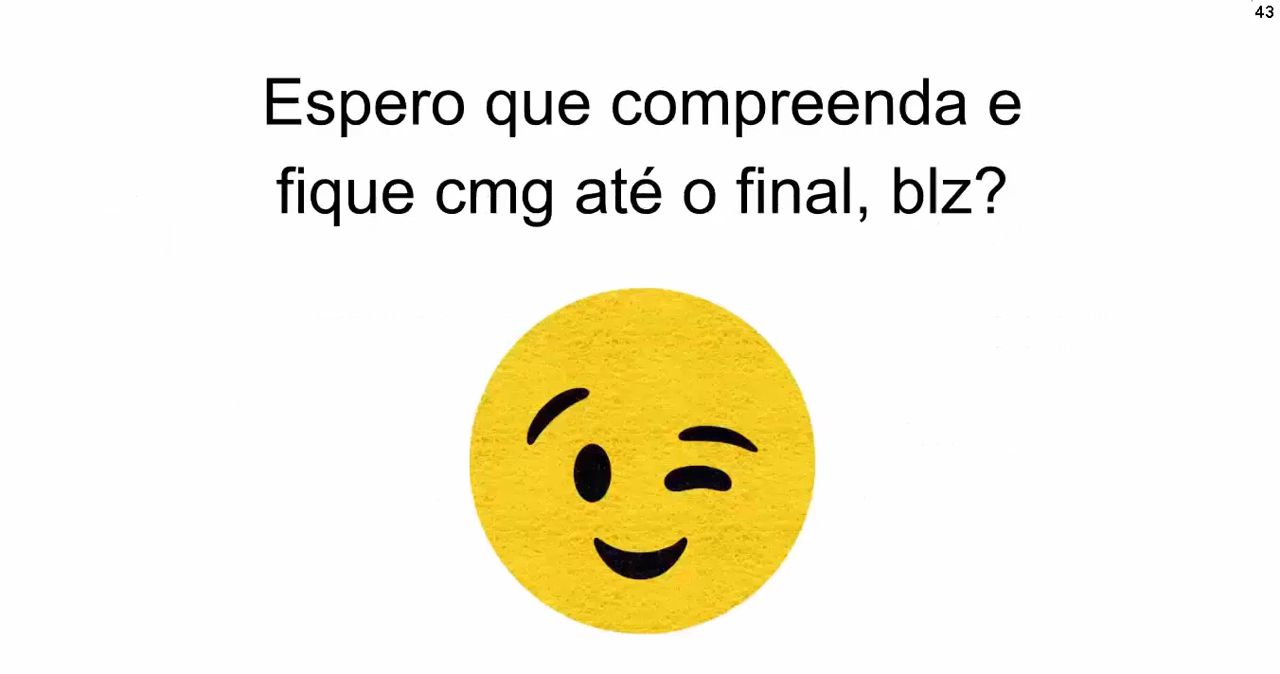 43
Espero que compreenda e
fique cmg até o final, blz?